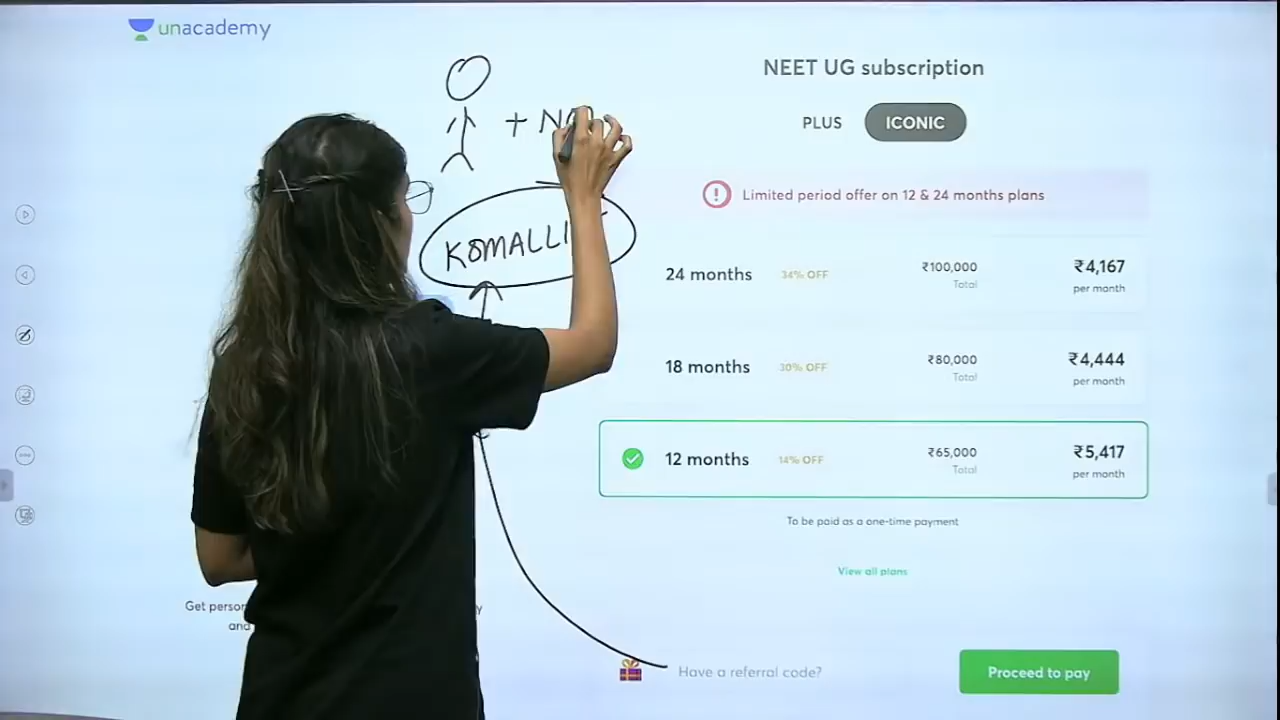 unacademy
NEET UG subscription
PLUS ICONIC
Limited period offer on 12 & 24 months plans
24 months 34% OFF ₹100,000 Total ₹4,167 per month
18 months 30% OFF ₹80,000 Total ₹4,444 per month
12 months 14% OFF ₹65,000 Total ₹5,417 per month
To be paid as a one-time payment
View all plans
Have a referral code?
Proceed to pay
+
KOMALLI
Get
and